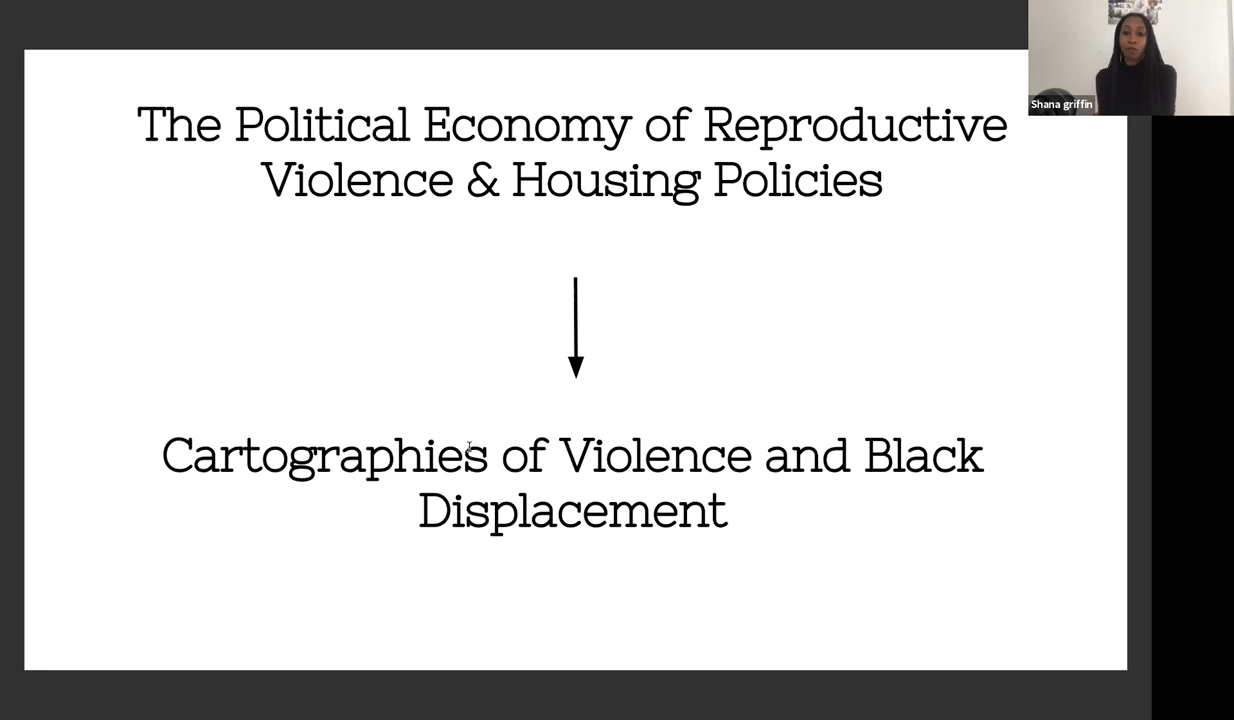 The Political Economy of Reproductive
Violence & Housing Policies
Cartographies of Violence and Black
Displacement
Shana griffin